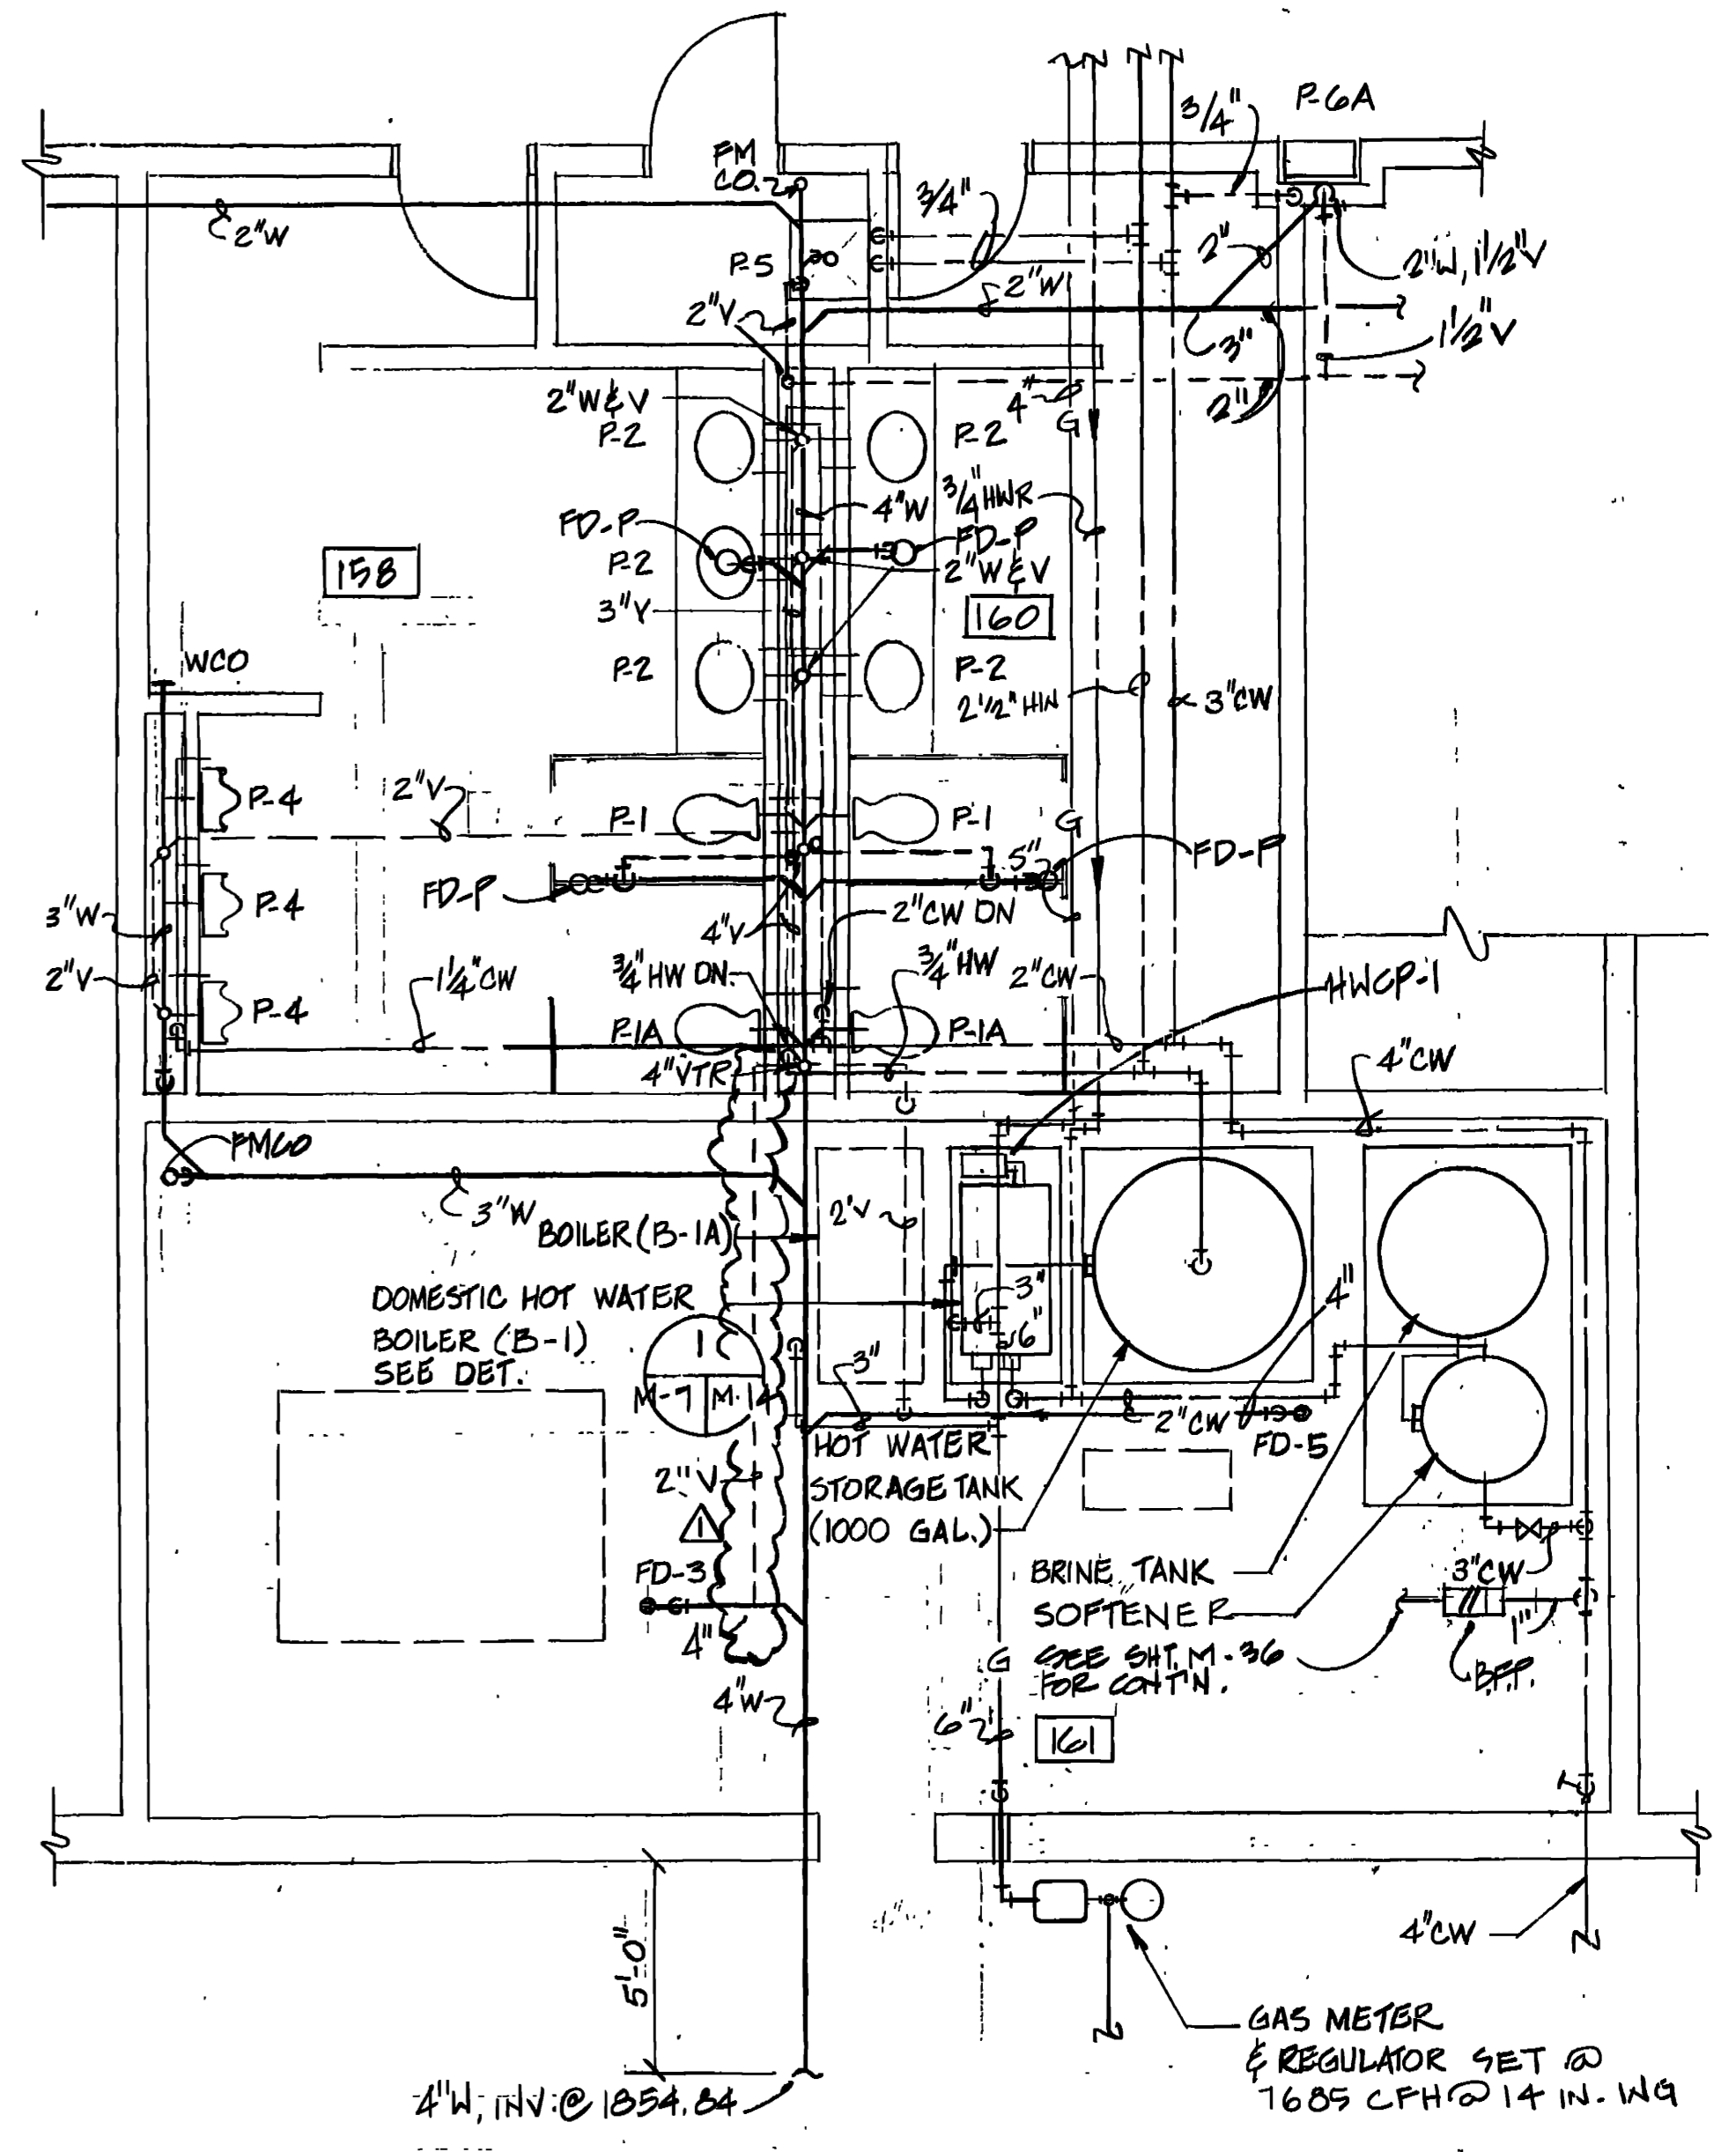 P-6A
3/4"
FM
CO.
3/4"
2"W
P-5
2"
2"W, 1 1/2"V
2"W
2"V
3"
1 1/2"V
2"W & V
4"
2"
G
P-2
P-2
3/4" HWR
4"W
FD-P
FD-P
P-2
2"W & V
158
3"V
160
WCO
P-2
P-2
2 1/2" HW
3"CW
2"V
P-4
P-1
P-1
G
5"
FD-P
FD-P
P-4
3"W
2"CW DN
4"V
3/4" HW DN.
3/4" HW
2"CW
HWCP-1
2"V
1 1/4" CW
P-4
P-1A
P-1A
4"VTR
4"CW
FMCO
3"W
BOILER (B-1A)
2"V
DOMESTIC HOT WATER
BOILER (B-1)
SEE DET.
3"
6"
4"
1
M-7 M-14
3"
2"CW
FD-5
HOT WATER
STORAGE TANK
(1000 GAL.)
2"V
1
FD-3
4"
BRINE TANK
SOFTENER
3"CW
1"
SEE SHT. M-36
FOR CONT'N.
B.F.P.
G
4"W
6"
161
5'-0"
4"CW
GAS METER
& REGULATOR SET @
7685 CFH @ 14 IN. WG
4"W, INV. @ 1854.84